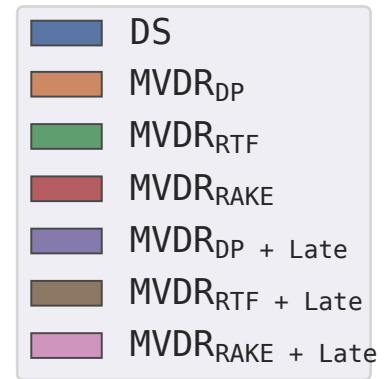 DS
MVDR_DP
MVDR_RTF
MVDR_RAKE
MVDR_DP + Late
MVDR_RTF + Late
MVDR_RAKE + Late